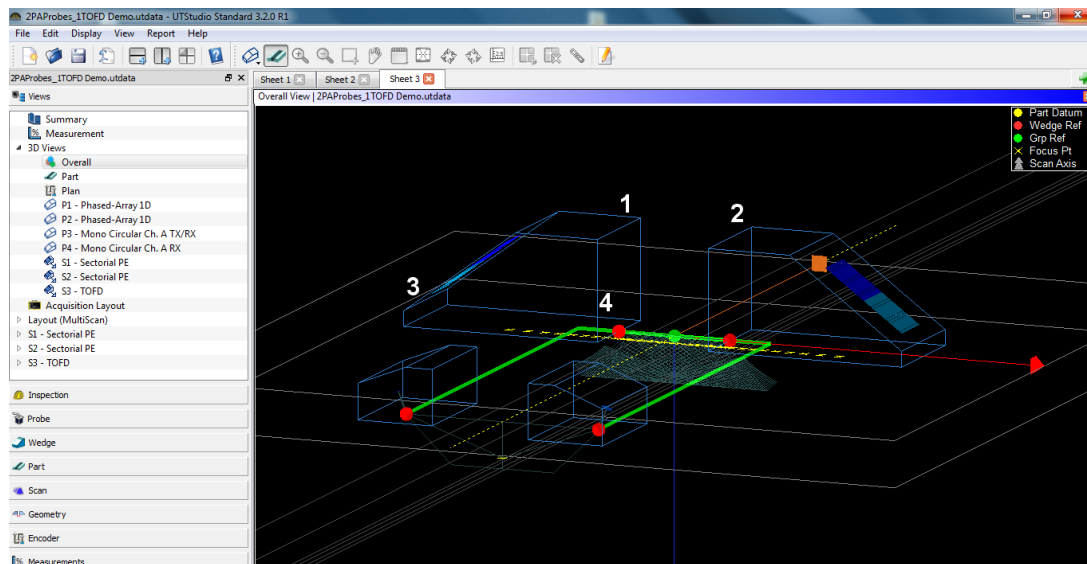 2PAProbes_1TOFD Demo.utdata - UTStudio Standard 3.2.0 R1
File Edit Display View Report Help
2PAProbes_1TOFD Demo.utdata
Sheet 1 Sheet 2 Sheet 3
Views
Overall View | 2PAProbes_1TOFD Demo.utdata
Summary
Measurement
3D Views
Overall
Part
Plan
P1 - Phased-Array 1D
P2 - Phased-Array 1D
P3 - Mono Circular Ch. A TX/RX
P4 - Mono Circular Ch. A RX
S1 - Sectorial PE
S2 - Sectorial PE
S3 - TOFD
Acquisition Layout
Layout (MultiScan)
S1 - Sectorial PE
S2 - Sectorial PE
S3 - TOFD
Inspection
Probe
Wedge
Part
Scan
Geometry
Encoder
Measurements
Part Datum
Wedge Ref
Grp Ref
Focus Pt
Scan Axis
1
2
3
4